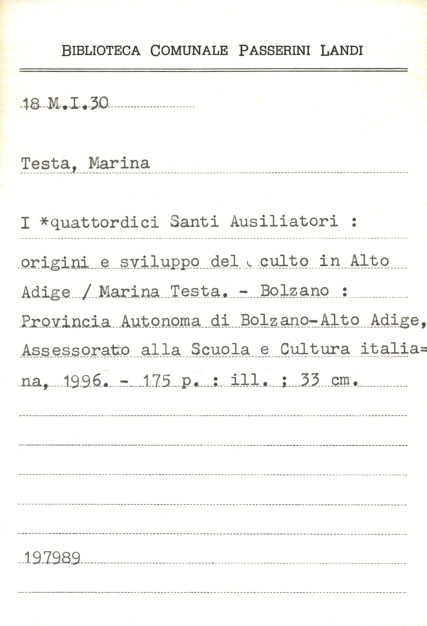 BIBLIOTECA COMUNALE PASSERINI LANDI
18 M.I.30
Testa, Marina
I *quattordici Santi Ausiliatori :
origini e sviluppo del culto in Alto
Adige / Marina Testa. - Bolzano :
Provincia Autonoma di Bolzano-Alto Adige,
Assessorato alla Scuola e Cultura italia=
na, 1996. - 175 p. : ill. ; 33 cm.
197989